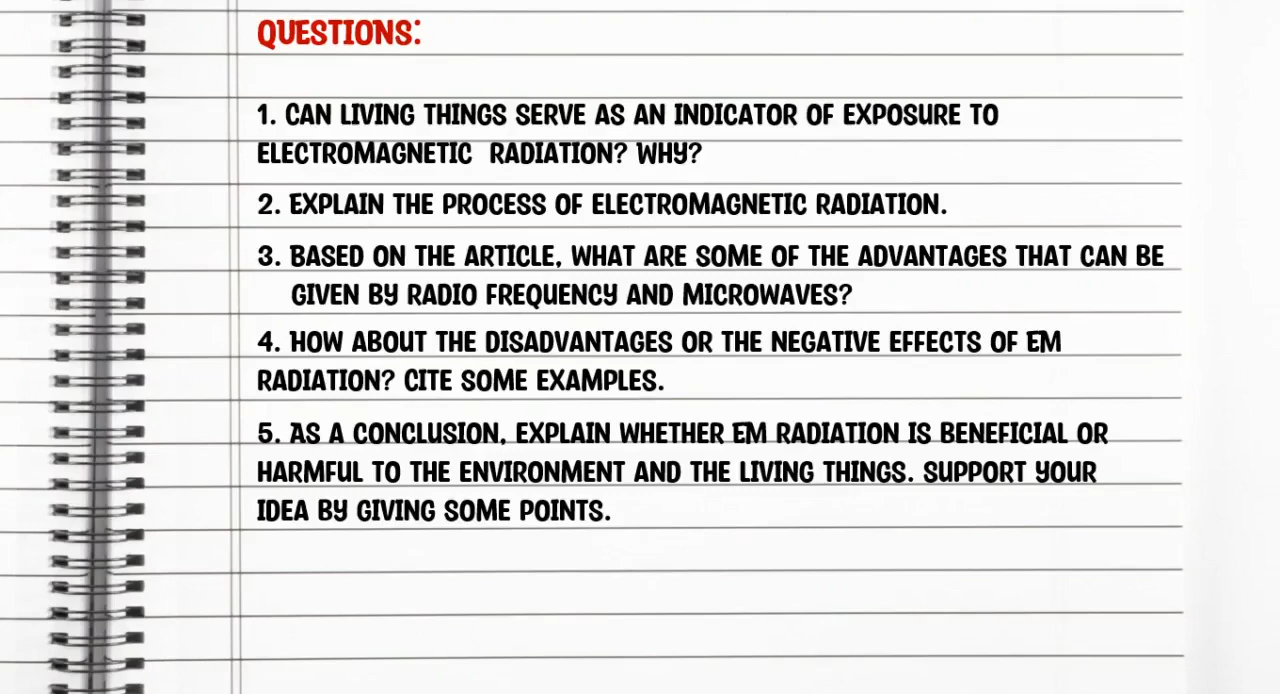 QUESTIONS:
1. CAN LIVING THINGS SERVE AS AN INDICATOR OF EXPOSURE TO
ELECTROMAGNETIC RADIATION? WHY?
2. EXPLAIN THE PROCESS OF ELECTROMAGNETIC RADIATION.
3. BASED ON THE ARTICLE, WHAT ARE SOME OF THE ADVANTAGES THAT CAN BE
GIVEN BY RADIO FREQUENCY AND MICROWAVES?
4. HOW ABOUT THE DISADVANTAGES OR THE NEGATIVE EFFECTS OF EM
RADIATION? CITE SOME EXAMPLES.
5. AS A CONCLUSION, EXPLAIN WHETHER EM RADIATION IS BENEFICIAL OR
HARMFUL TO THE ENVIRONMENT AND THE LIVING THINGS. SUPPORT YOUR
IDEA BY GIVING SOME POINTS.